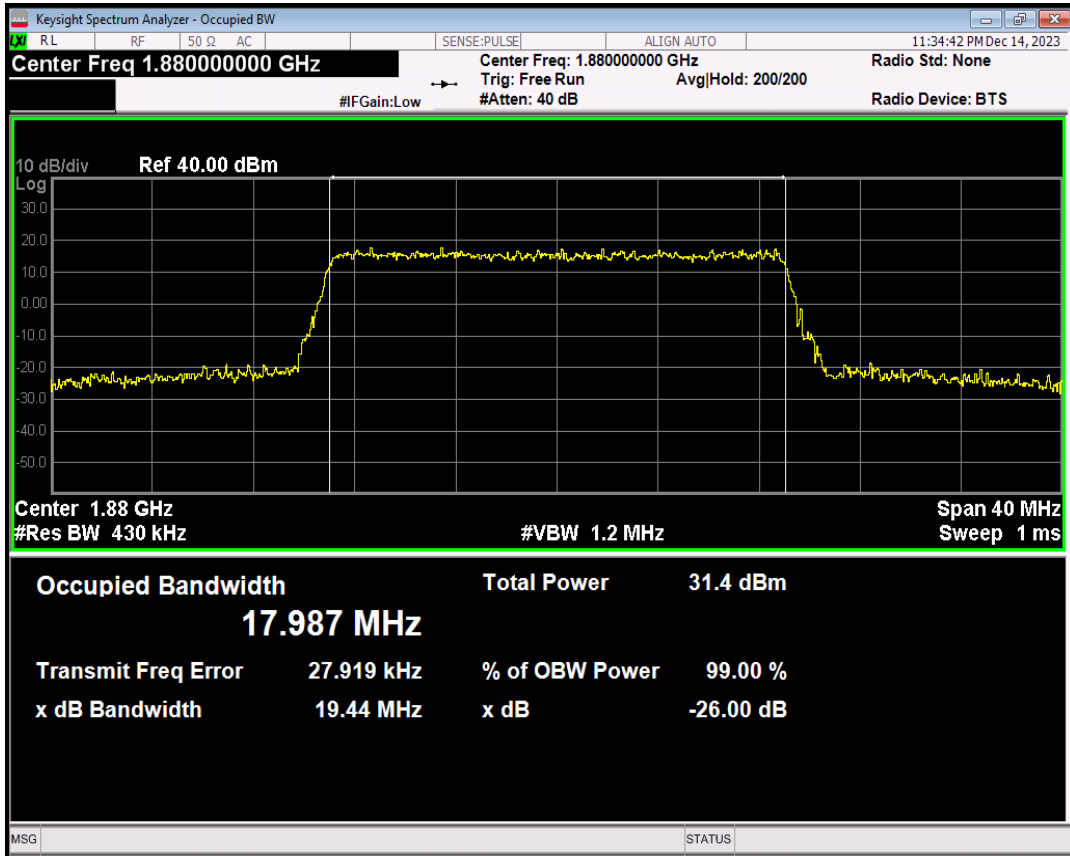 Keysight Spectrum Analyzer - Occupied BW
LXI RL RF 50 Ω AC SENSE:PULSE ALIGN AUTO 11:34:42 PM Dec 14, 2023
Center Freq 1.880000000 GHz Center Freq: 1.880000000 GHz Radio Std: None
Trig: Free Run Avg|Hold: 200/200
#IFGain:Low #Atten: 40 dB Radio Device: BTS
10 dB/div Ref 40.00 dBm
Log
30.0
20.0
10.0
0.00
-10.0
-20.0
-30.0
-40.0
-50.0
Center 1.88 GHz Span 40 MHz
#Res BW 430 kHz #VBW 1.2 MHz Sweep 1 ms
Occupied Bandwidth Total Power 31.4 dBm
17.987 MHz
Transmit Freq Error 27.919 kHz % of OBW Power 99.00 %
x dB Bandwidth 19.44 MHz x dB -26.00 dB
MSG STATUS